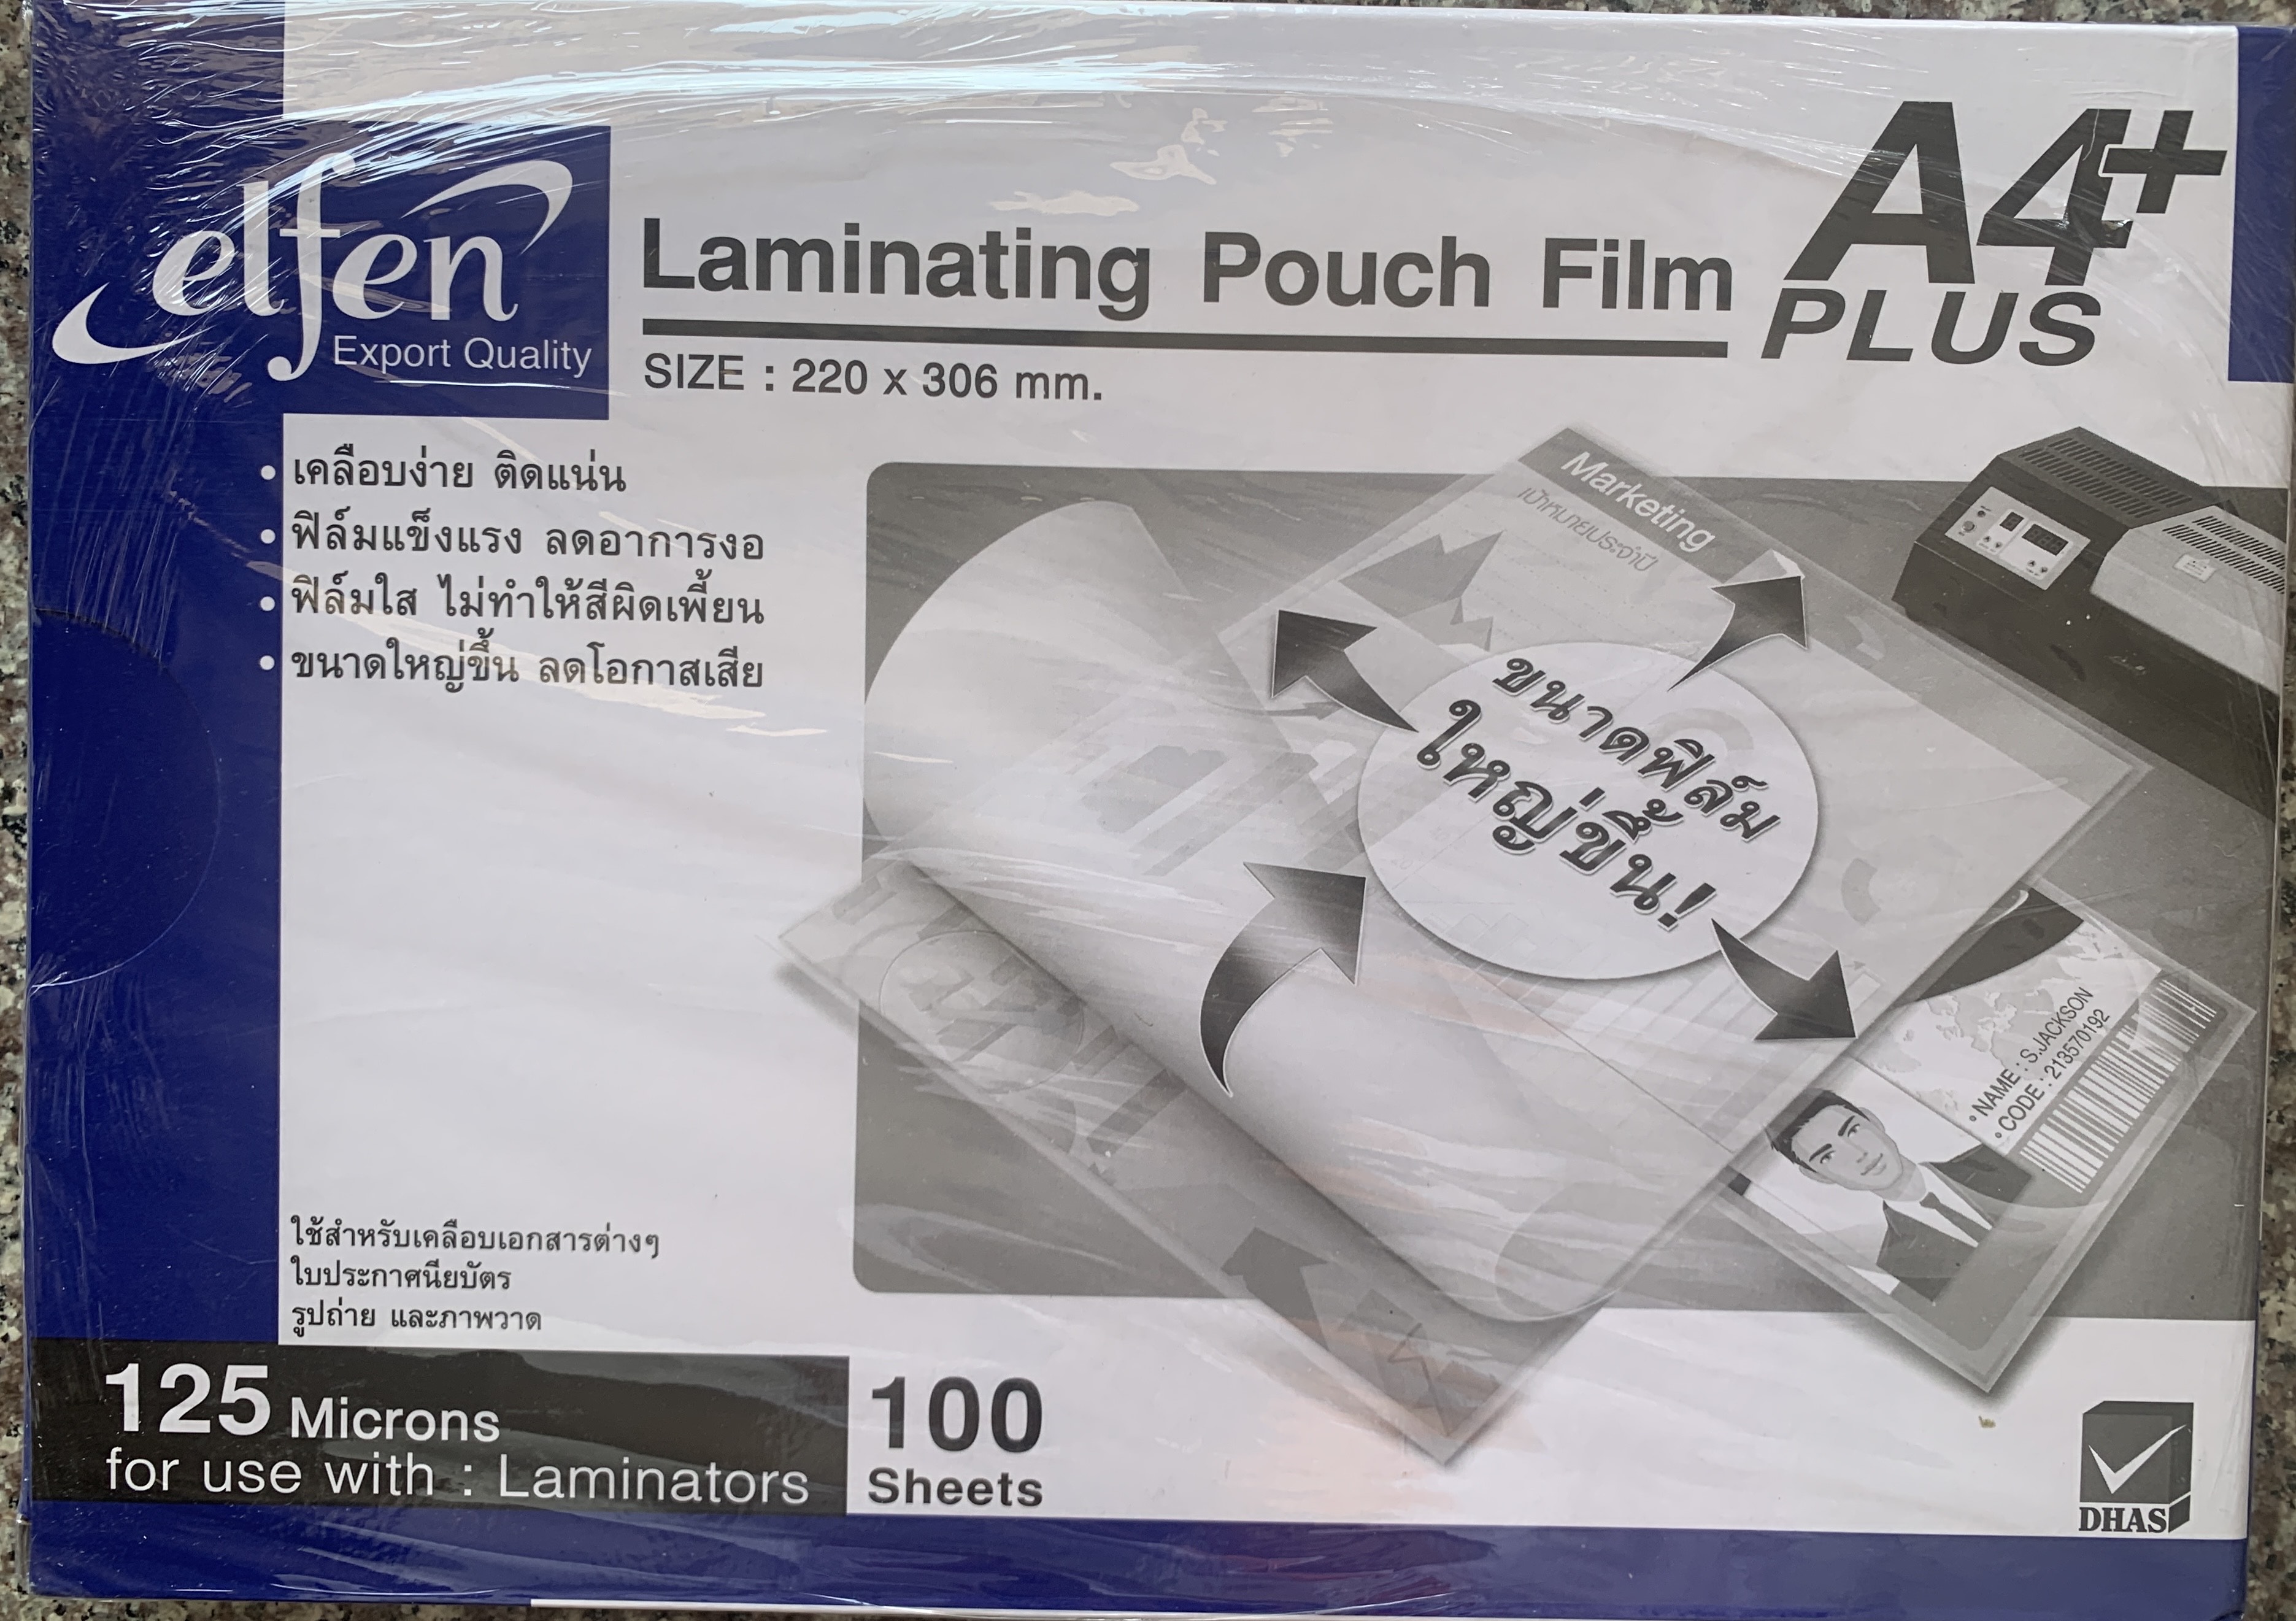 elfen
Export Quality
Laminating Pouch Film
A4+
PLUS
SIZE : 220 x 306 mm.
• เคลือบง่าย ติดแน่น
• ฟิล์มแข็งแรง ลดอาการงอ
• ฟิล์มใส ไม่ทำให้สีผิดเพี้ยน
• ขนาดใหญ่ขึ้น ลดโอกาสเสีย
Marketing
เป้าหมายประจำปี
ขนาดฟิล์ม
ใหญ่ขึ้น!
• NAME : S.JACKSON
• CODE : 213570192
ใช้สำหรับเคลือบเอกสารต่างๆ
ใบประกาศนียบัตร
รูปถ่าย และภาพวาด
125 Microns
for use with : Laminators
100
Sheets
DHAS